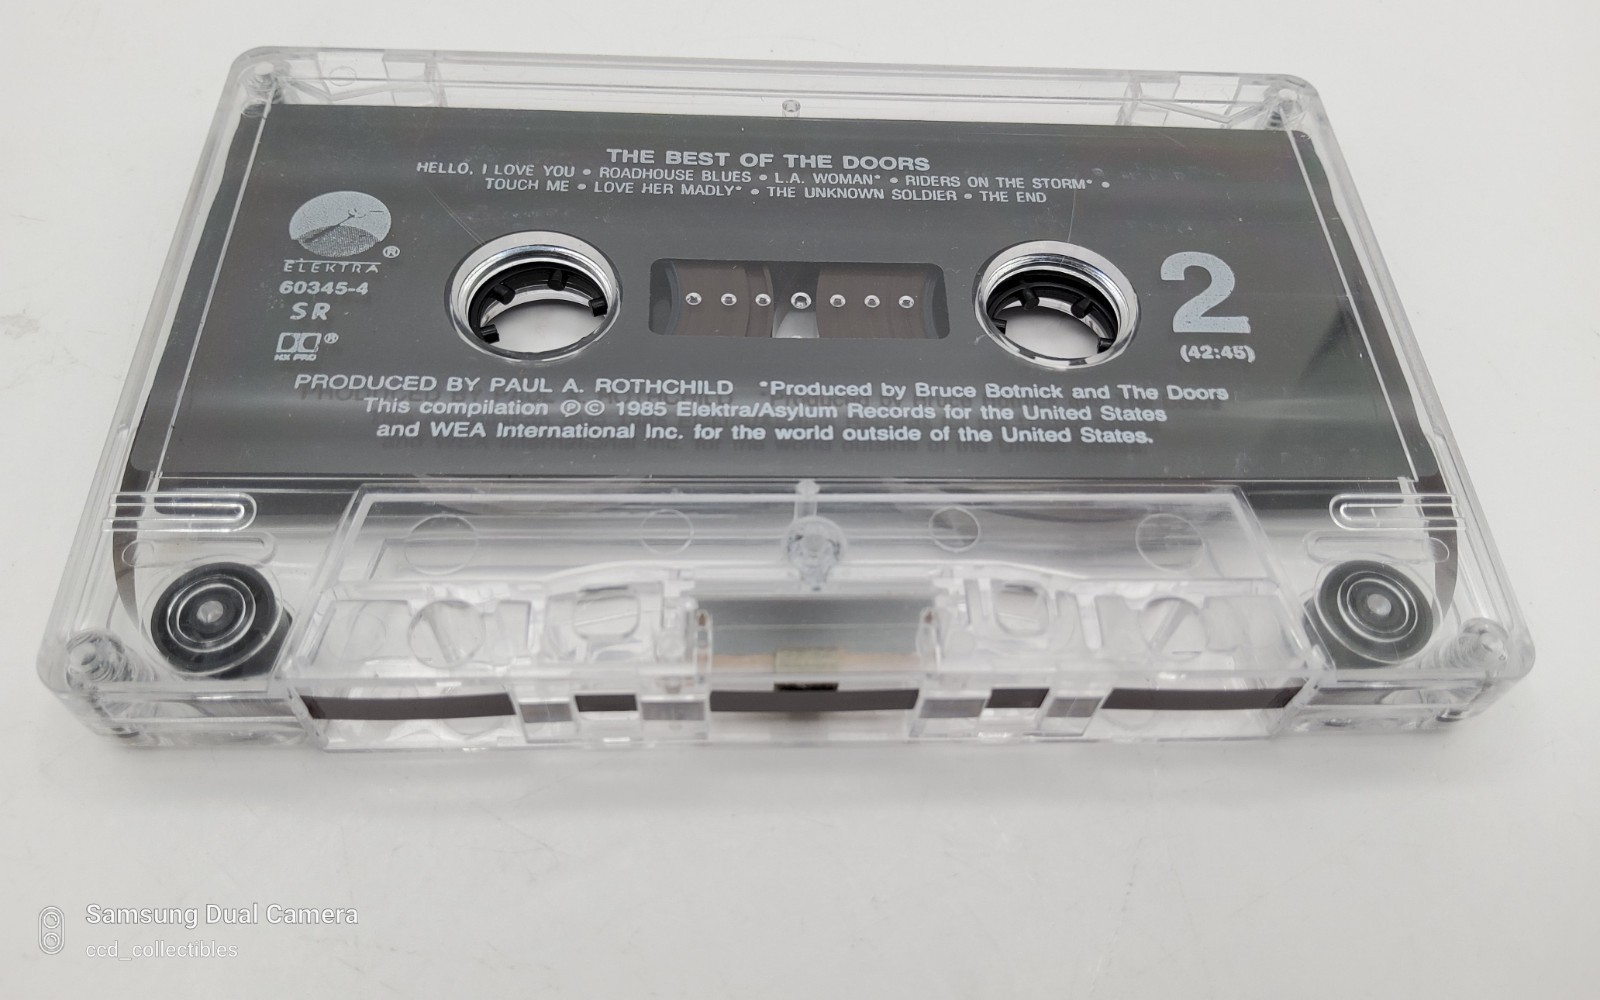 THE BEST OF THE DOORS
HELLO, I LOVE YOU • ROADHOUSE BLUES • L.A. WOMAN* • RIDERS ON THE STORM* •
TOUCH ME • LOVE HER MADLY* • THE UNKNOWN SOLDIER • THE END
ELEKTRA®
60345-4
SR
®
HX PRO
2
(42:45)
PRODUCED BY PAUL A. ROTHCHILD *Produced by Bruce Botnick and The Doors
This compilation ℗© 1985 Elektra/Asylum Records for the United States
and WEA International Inc. for the world outside of the United States.
Samsung Dual Camera
ccd_collectibles